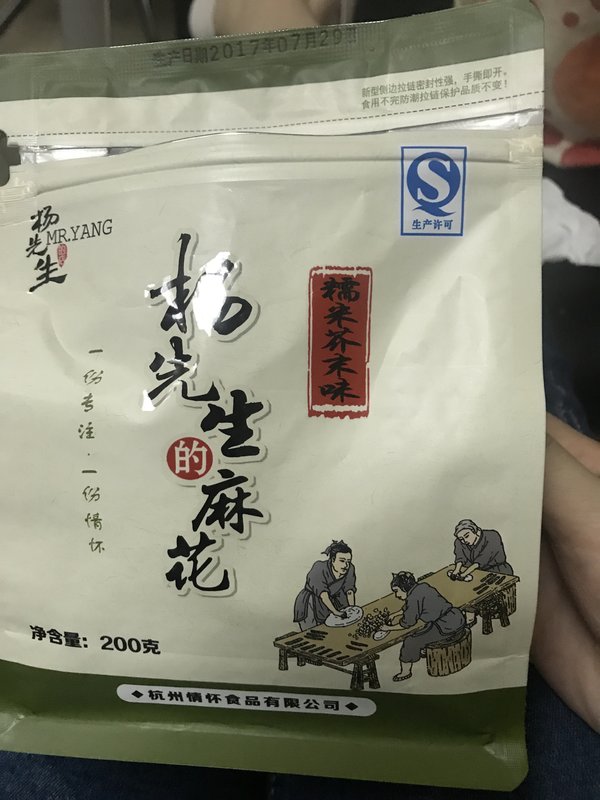 生产日期2017年07月29
新型侧边拉链密封性强，手撕即开。
食用不完防潮拉链保护品质不变！
S
生产许可
杨先生
MR.YANG
杨先生的麻花
糯米芥末味
一份专注·一份情怀
净含量：200克
◆杭州情怀食品有限公司◆